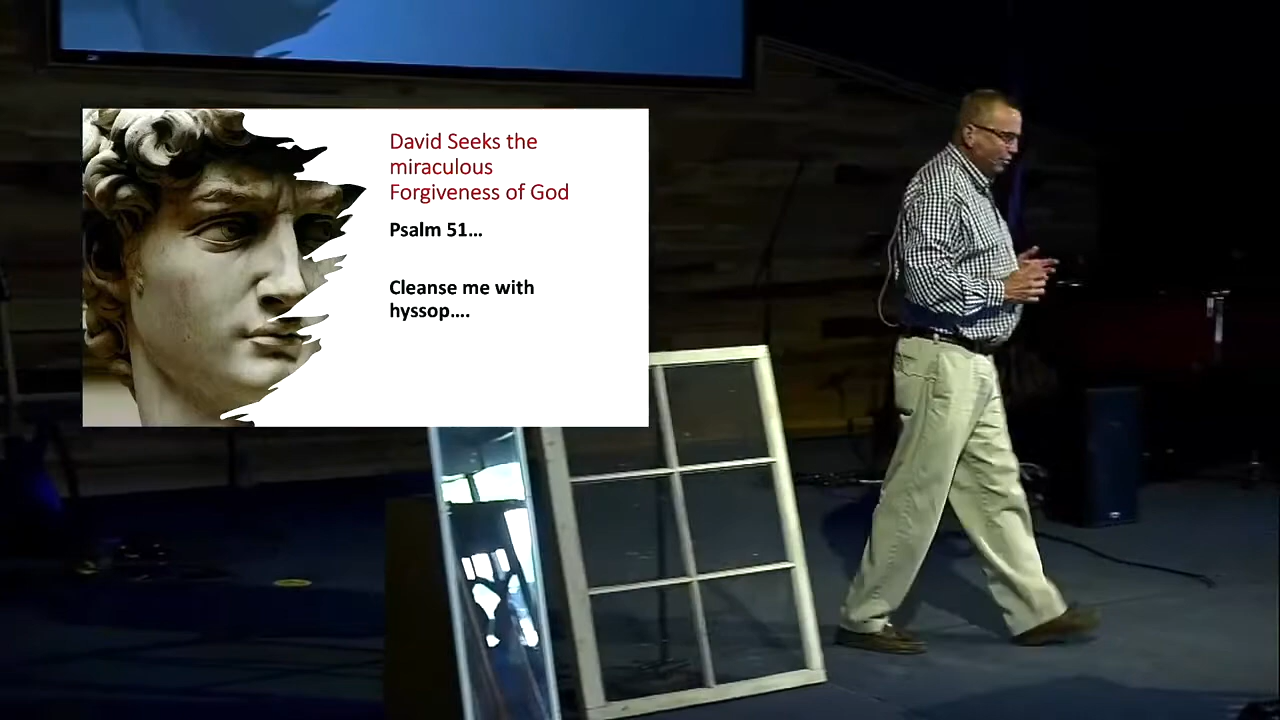 David Seeks the
miraculous
Forgiveness of God
Psalm 51...
Cleanse me with
hyssop....